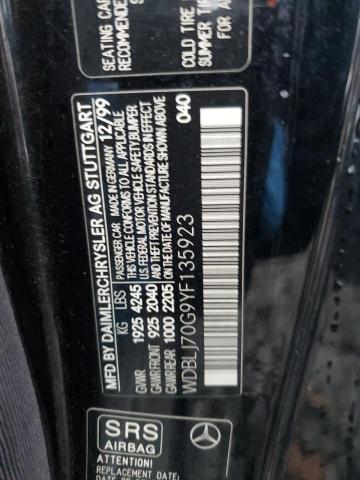 SEATING CAP
RECOMMENDE
COLD TIRE
SUMMER TIR
MFD. BY DAIMLERCHRYSLER AG STUTTGART
KG LBS PASSENGER CAR MADE IN GERMANY 12/99
GVWR 1925 4245 THIS VEHICLE CONFORMS TO ALL
GAWR FRONT 925 2040 APPLICABLE U.S. FEDERAL MOTOR VEHICLE SAFETY BUMPER
GAWR REAR 1000 2205 AND THEFT PREVENTION STANDARDS IN EFFECT
ON THE DATE OF MANUFACTURE SHOWN ABOVE
WDBLJ70G9YF135923
040
SRS
AIRBAG
ATTENTION!
REPLACEMENT DATE